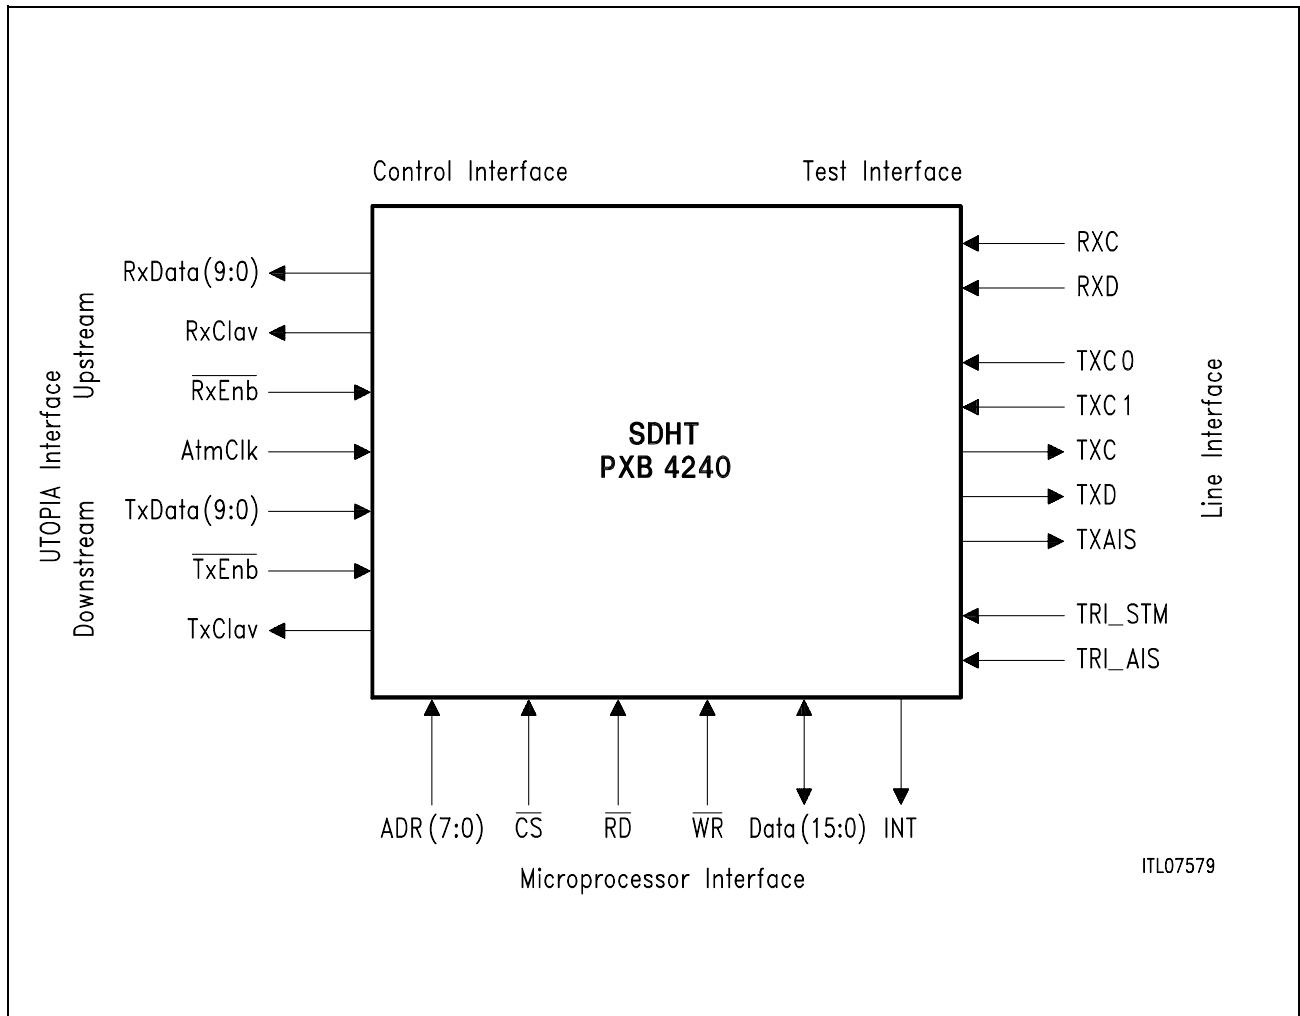 Control Interface
Test Interface
UTOPIA Interface
Upstream
Downstream
RxData(9:0)
RxClav
RxEnb
AtmClk
TxData(9:0)
TxEnb
TxClav
SDHT
PXB 4240
RXC
RXD
TXC0
TXC1
TXC
TXD
TXAIS
TRI_STM
TRI_AIS
Line Interface
ADR(7:0)
CS
RD
WR
Data(15:0)
INT
Microprocessor Interface
ITL07579